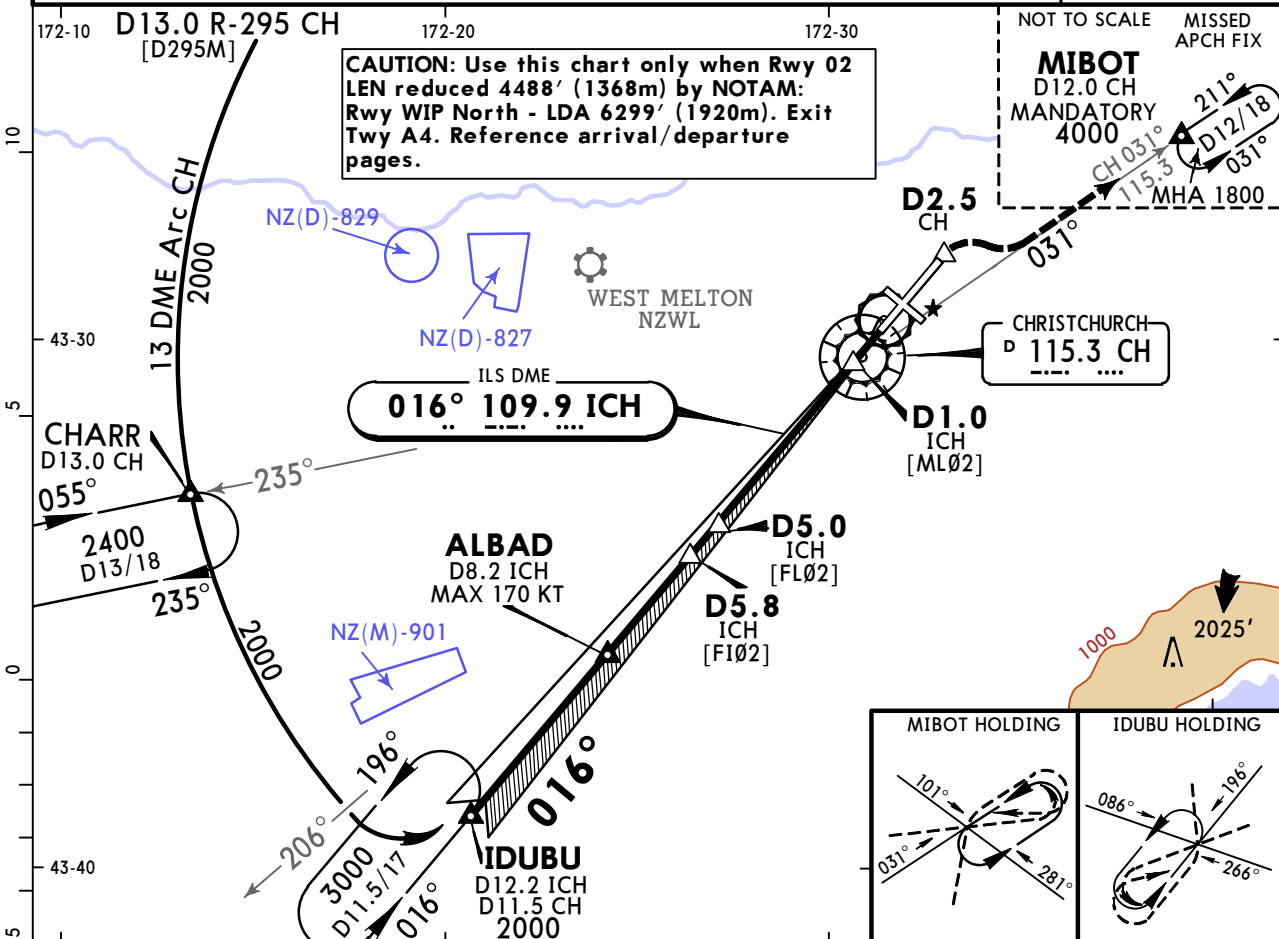 172-10
D13.0 R-295 CH
[D295M]
172-20
172-30
NOT TO SCALE
MISSED
APCH FIX
MIBOT
D12.0 CH
MANDATORY
4000
211°
D12/18
031°
CH 031°
115.3
MHA 1800
CAUTION: Use this chart only when Rwy 02
LEN reduced 4488' (1368m) by NOTAM:
Rwy WIP North - LDA 6299' (1920m). Exit
Twy A4. Reference arrival/departure
pages.
10
13 DME Arc CH
2000
NZ(D)-829
NZ(D)-827
WEST MELTON
NZWL
D2.5
CH
031°
43-30
CHRISTCHURCH
D 115.3 CH
ILS DME
016° 109.9 ICH
5
D1.0
ICH
[MLØ2]
CHARR
D13.0 CH
055°
235°
2400
D13/18
235°
ALBAD
D8.2 ICH
MAX 170 KT
D5.0
ICH
[FLØ2]
D5.8
ICH
[FIØ2]
2000
NZ(M)-901
1000
2025'
0
196°
206°
016°
3000
D11.5/17
016°
IDUBU
D12.2 ICH
D11.5 CH
2000
43-40
5
MIBOT HOLDING
101°
031°
281°
IDUBU HOLDING
086°
196°
266°